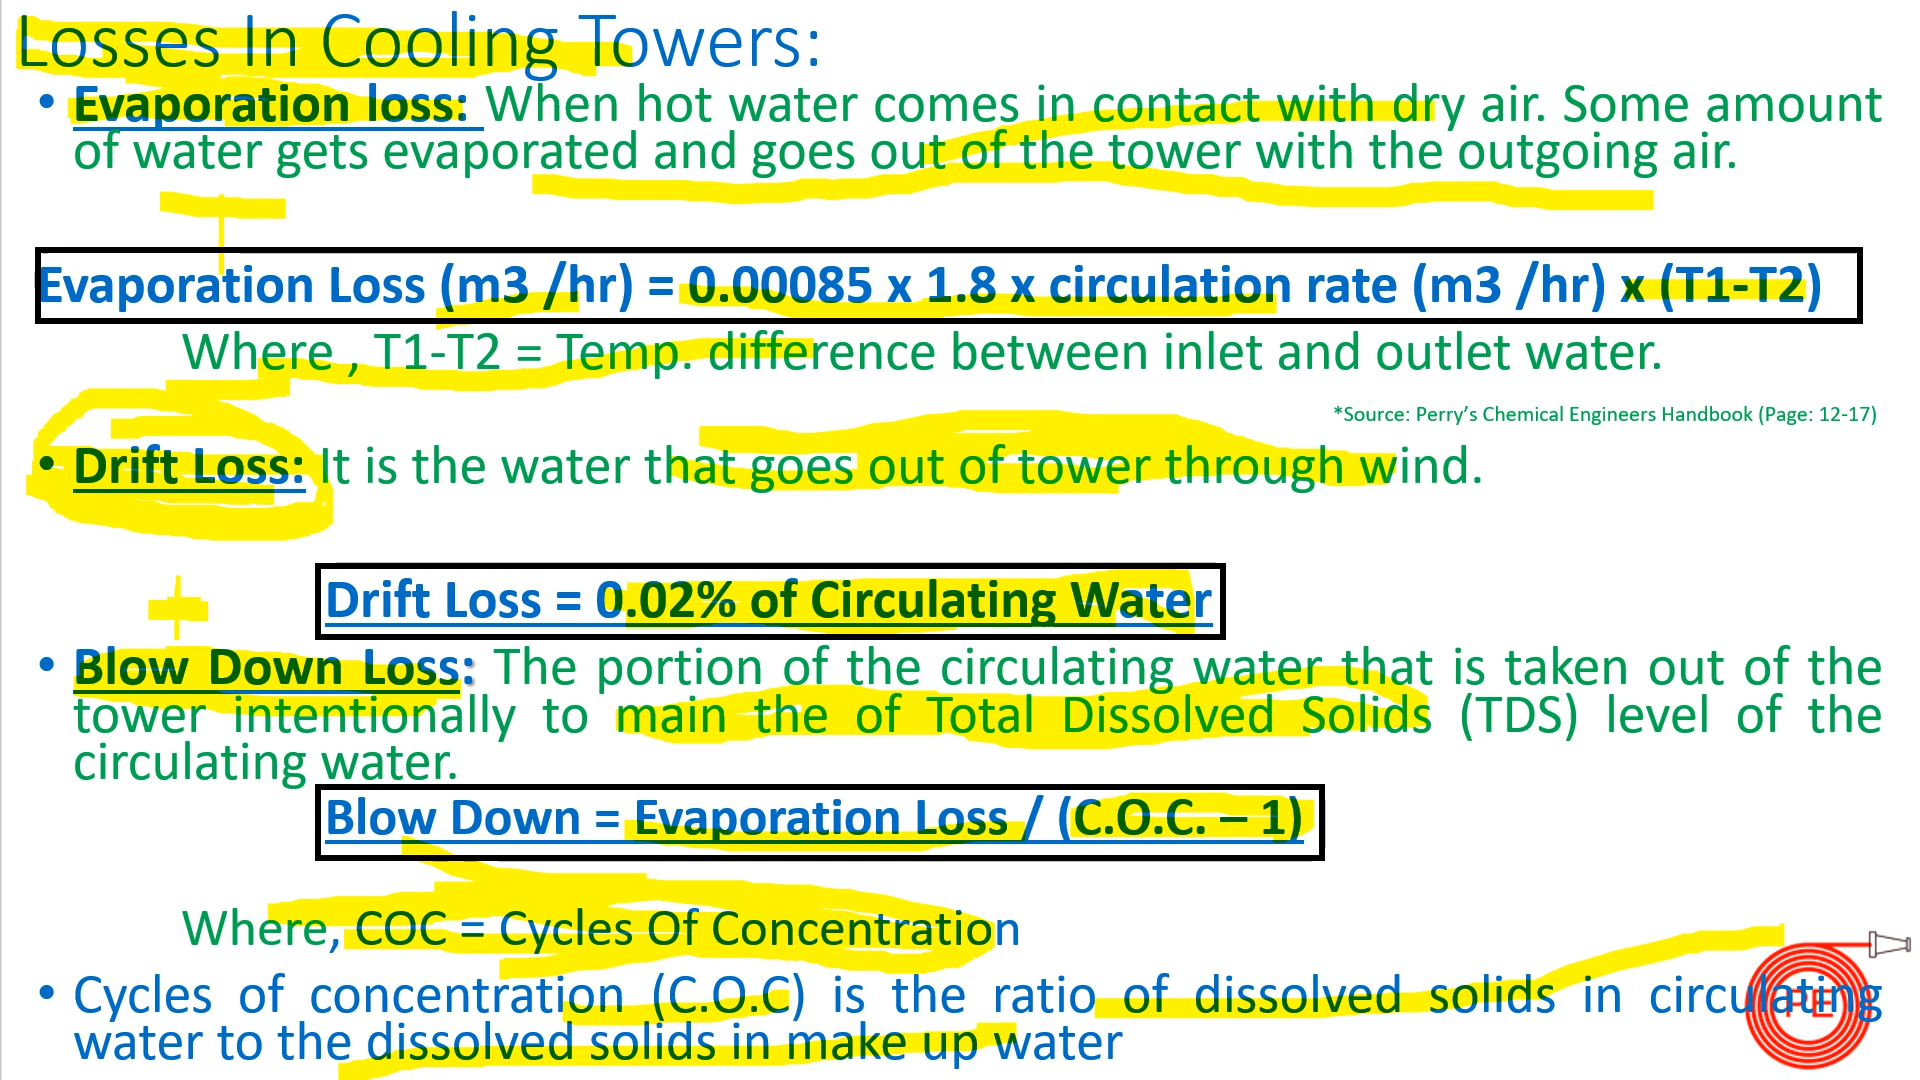 Losses In Cooling Towers:
• Evaporation loss: When hot water comes in contact with dry air. Some amount
of water gets evaporated and goes out of the tower with the outgoing air.
Evaporation Loss (m3 /hr) = 0.00085 x 1.8 x circulation rate (m3 /hr) x (T1-T2)
Where , T1-T2 = Temp. difference between inlet and outlet water.
*Source: Perry's Chemical Engineers Handbook (Page: 12-17)
• Drift Loss: It is the water that goes out of tower through wind.
Drift Loss = 0.02% of Circulating Water
• Blow Down Loss: The portion of the circulating water that is taken out of the
tower intentionally to main the of Total Dissolved Solids (TDS) level of the
circulating water.
Blow Down = Evaporation Loss / (C.O.C. – 1)
Where, COC = Cycles Of Concentration
• Cycles of concentration (C.O.C) is the ratio of dissolved solids in circulating
water to the dissolved solids in make up water
PE